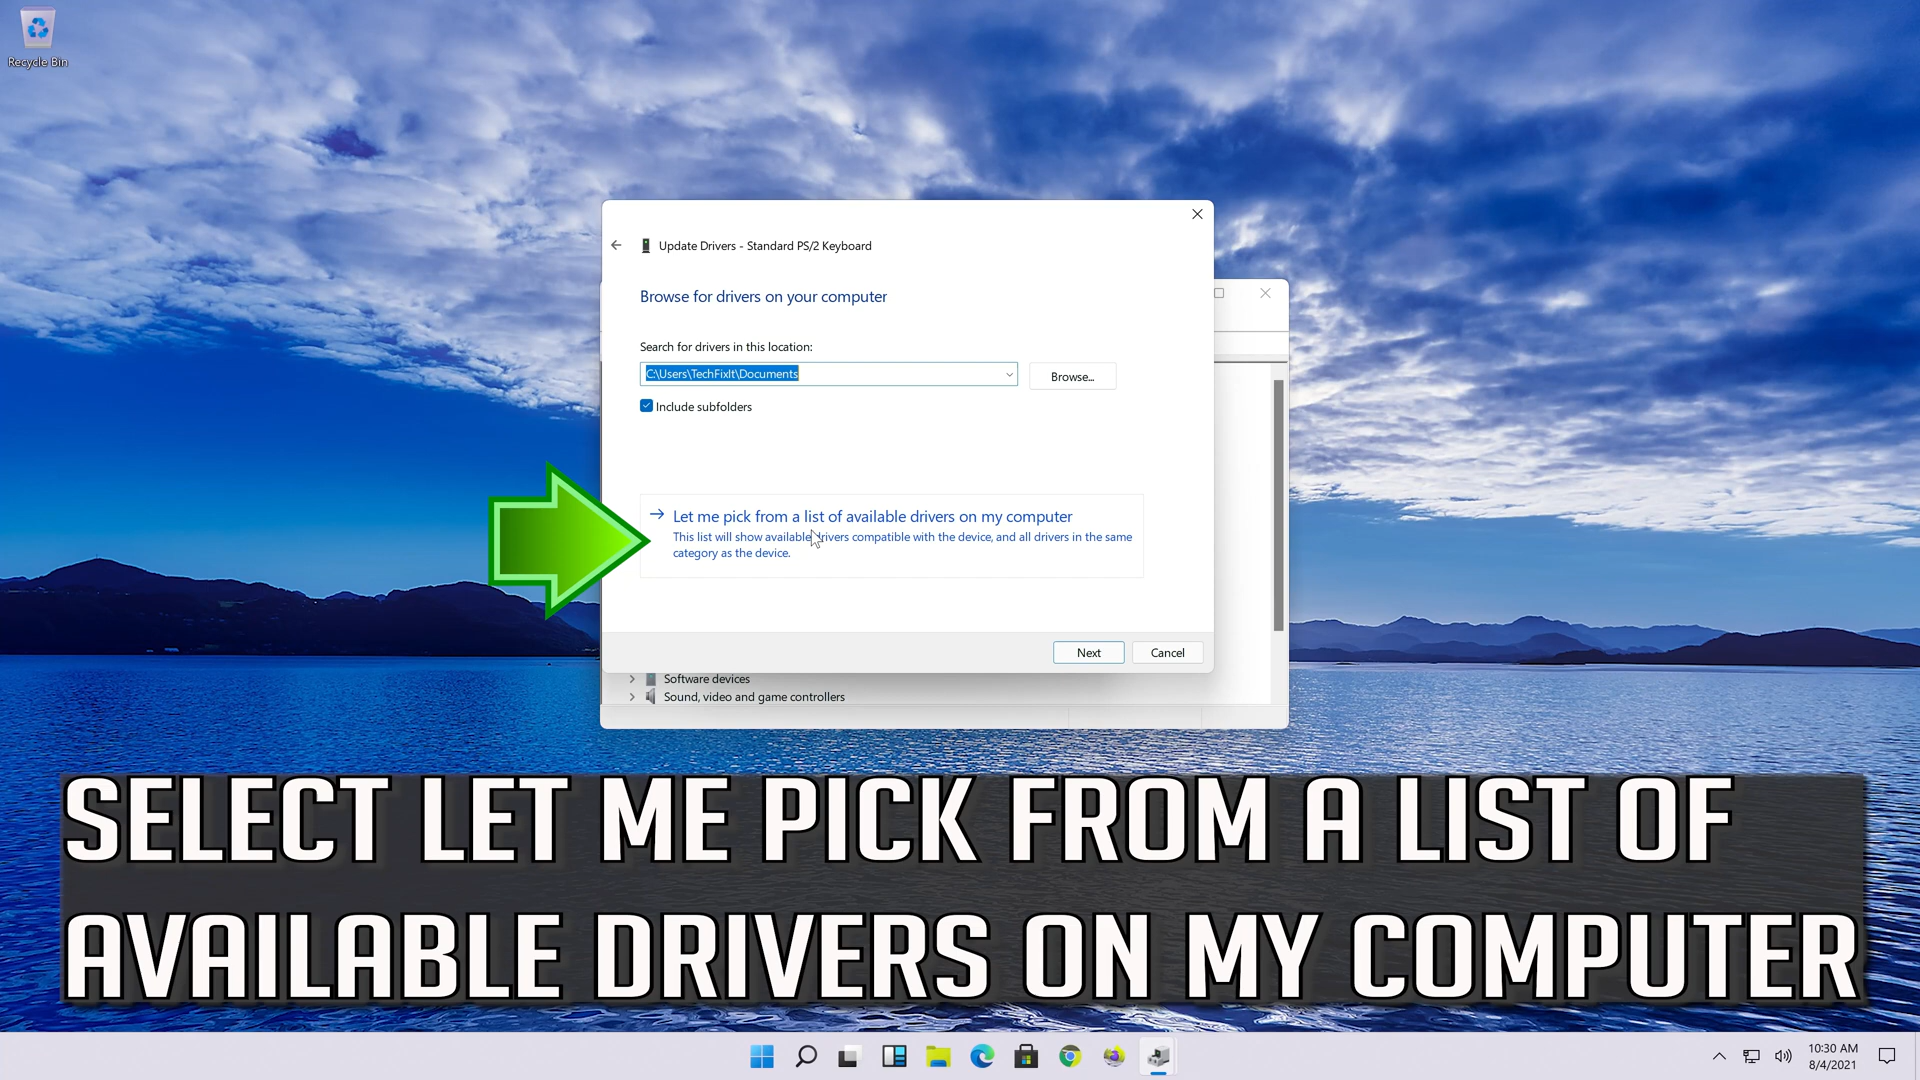 Recycle Bin
Update Drivers - Standard PS/2 Keyboard
Browse for drivers on your computer
Search for drivers in this location:
C:\Users\TechFixIt\Documents
Browse...
Include subfolders
Let me pick from a list of available drivers on my computer
This list will show available drivers compatible with the device, and all drivers in the same
category as the device.
Next
Cancel
Software devices
Sound, video and game controllers
SELECT LET ME PICK FROM A LIST OF
AVAILABLE DRIVERS ON MY COMPUTER
10:30 AM
8/4/2021